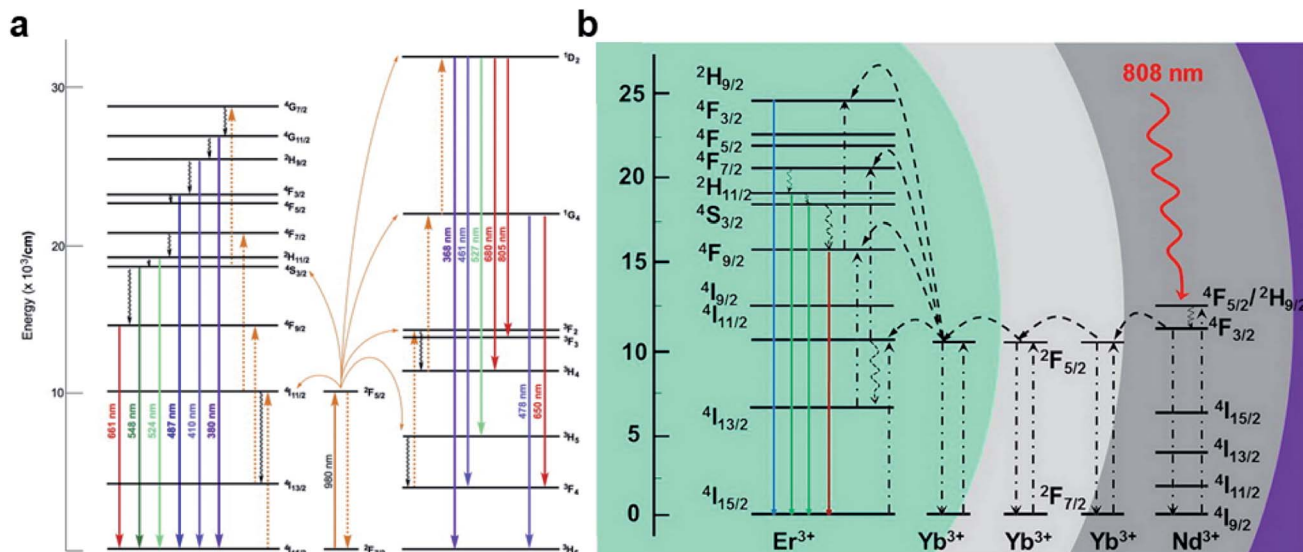 a
Energy (x 10³/cm)
30
20
10
⁴G₇/₂
⁴G₁₁/₂
²H₉/₂
⁴F₃/₂
⁴F₅/₂
⁴F₇/₂
²H₁₁/₂
⁴S₃/₂
⁴F₉/₂
⁴I₁₁/₂
⁴I₁₃/₂
661 nm
548 nm
524 nm
487 nm
410 nm
380 nm
²F₅/₂
980 nm
¹D₂
¹G₄
³F₂
³F₃
³H₄
³H₅
³F₄
368 nm
461 nm
527 nm
680 nm
805 nm
478 nm
650 nm
b
25
20
15
10
5
0
²H₉/₂
⁴F₃/₂
⁴F₅/₂
⁴F₇/₂
²H₁₁/₂
⁴S₃/₂
⁴F₉/₂
⁴I₉/₂
⁴I₁₁/₂
⁴I₁₃/₂
⁴I₁₅/₂
808 nm
⁴F₅/₂/²H₉/₂
⁴F₃/₂
²F₅/₂
⁴I₁₅/₂
⁴I₁₃/₂
⁴I₁₁/₂
²F₇/₂
⁴I₉/₂
Er³⁺ Yb³⁺ Yb³⁺ Yb³⁺ Nd³⁺